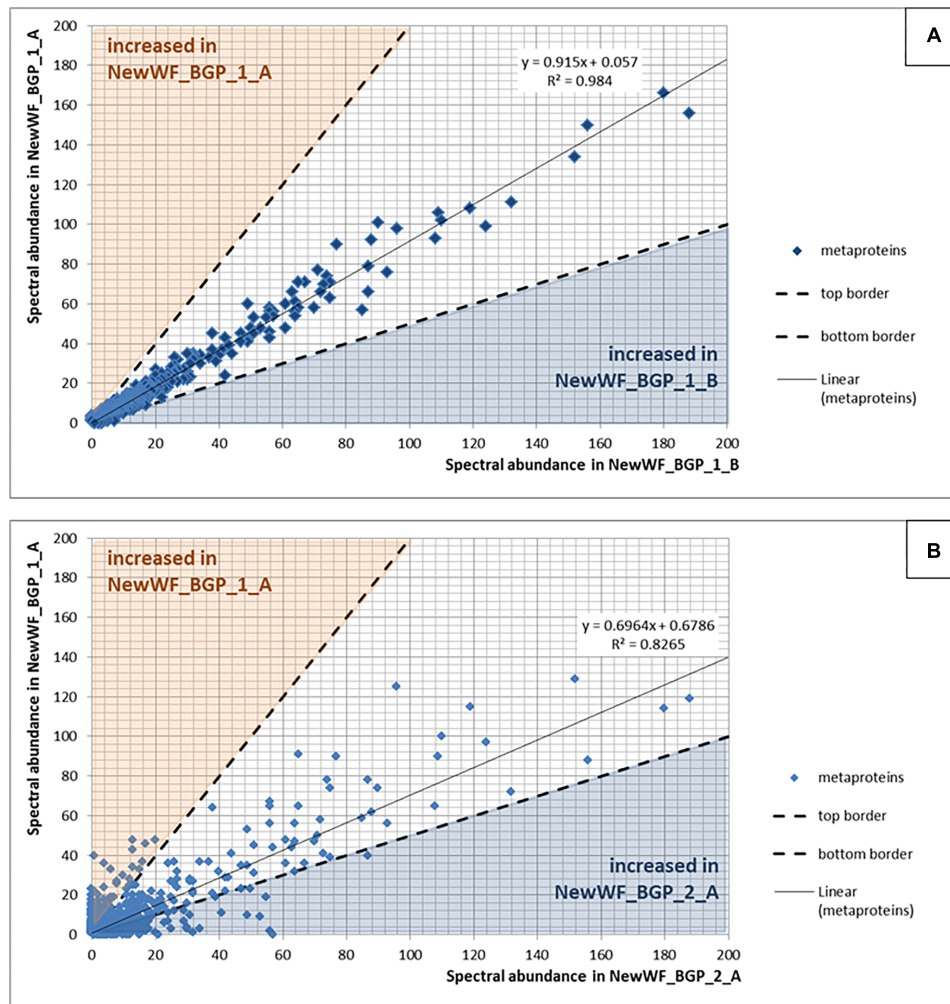 A
increased in
NewWF_BGP_1_A
y = 0.915x + 0.057
R² = 0.984
Spectral abundance in NewWF_BGP_1_A
200
180
160
140
120
100
80
60
40
20
0
increased in
NewWF_BGP_1_B
0 20 40 60 80 100 120 140 160 180 200
Spectral abundance in NewWF_BGP_1_B
metaproteins
top border
bottom border
Linear
(metaproteins)
B
increased in
NewWF_BGP_1_A
y = 0.6964x + 0.6786
R² = 0.8265
Spectral abundance in NewWF_BGP_1_A
200
180
160
140
120
100
80
60
40
20
0
increased in
NewWF_BGP_2_A
0 20 40 60 80 100 120 140 160 180 200
Spectral abundance in NewWF_BGP_2_A
metaproteins
top border
bottom border
Linear
(metaproteins)